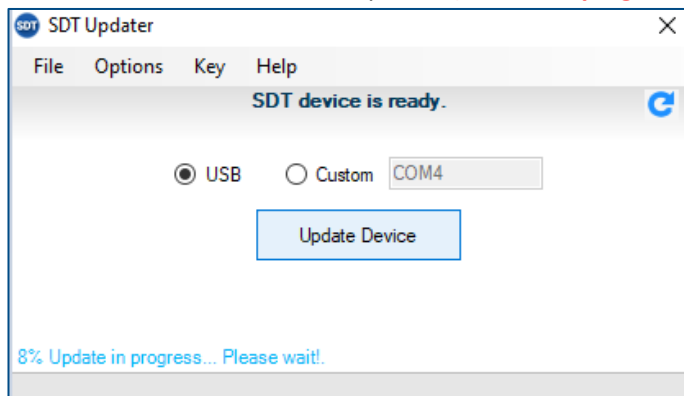 SDT SDT Updater
File Options Key Help
SDT device is ready.
USB Custom COM4
Update Device
8% Update in progress... Please wait!.